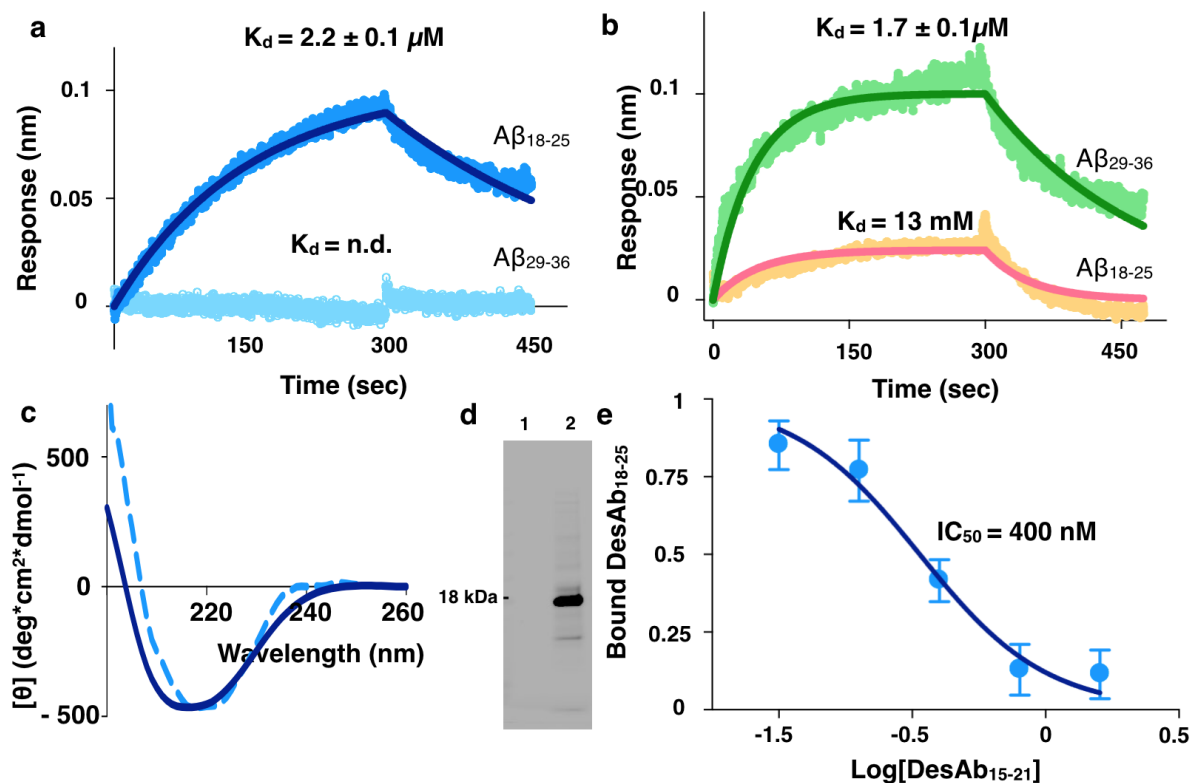 a
K_d = 2.2 ± 0.1 µM
Response (nm)
0.1
0.05
0
Aβ18-25
K_d = n.d.
Aβ29-36
150
300
450
Time (sec)
b
K_d = 1.7 ± 0.1µM
Response (nm)
0.1
0.05
0
Aβ29-36
K_d = 13 mM
Aβ18-25
0
150
300
450
Time (sec)
c
[θ] (deg*cm²*dmol⁻¹)
500
0
- 500
220
240
260
Wavelength (nm)
d
1
2
18 kDa
e
Bound DesAb18-25
1
0.75
0.5
0.25
0
IC50 = 400 nM
-1.5
-0.5
0
0.5
Log[DesAb15-21]